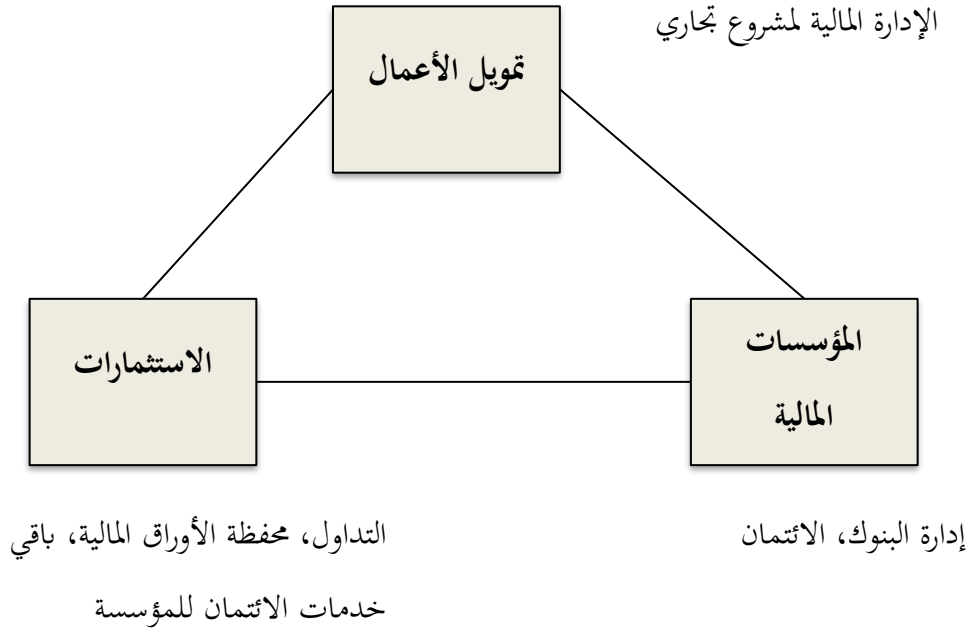 الإدارة المالية لمشروع تجاري
تمويل الأعمال
المؤسسات
المالية
الاستثمارات
إدارة البنوك، الائتمان
التداول، محفظة الأوراق المالية، باقي
خدمات الائتمان للمؤسسة